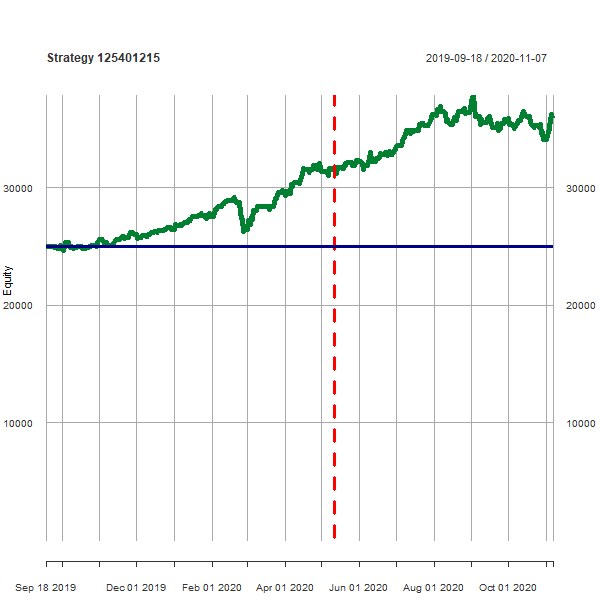 Strategy 125401215
2019-09-18 / 2020-11-07
Equity
30000
30000
20000
20000
10000
10000
Sep 18 2019
Dec 01 2019
Feb 01 2020
Apr 01 2020
Jun 01 2020
Aug 01 2020
Oct 01 2020